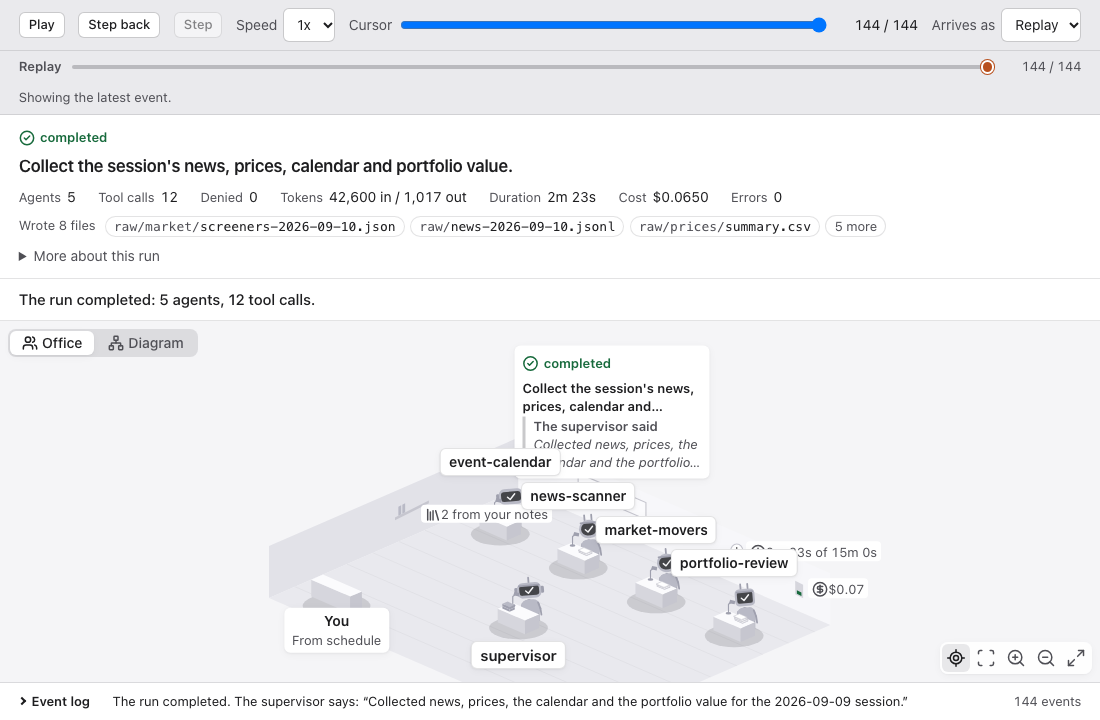 Play Step back Step Speed 1x Cursor 144 / 144 Arrives as Replay
Replay 144 / 144
Showing the latest event.
completed
Collect the session's news, prices, calendar and portfolio value.
Agents 5 Tool calls 12 Denied 0 Tokens 42,600 in / 1,017 out Duration 2m 23s Cost $0.0650 Errors 0
Wrote 8 files raw/market/screeners-2026-09-10.json raw/news-2026-09-10.jsonl raw/prices/summary.csv 5 more
More about this run
The run completed: 5 agents, 12 tool calls.
Office Diagram
completed
Collect the session's news,
prices, calendar and...
The supervisor said
Collected news, prices, the
and the portfolio...
event-calendar
news-scanner
2 from your notes
market-movers
of 15m 0s
portfolio-review
$0.07
You
From schedule
supervisor
Event log The run completed. The supervisor says: “Collected news, prices, the calendar and the portfolio value for the 2026-09-09 session.” 144 events